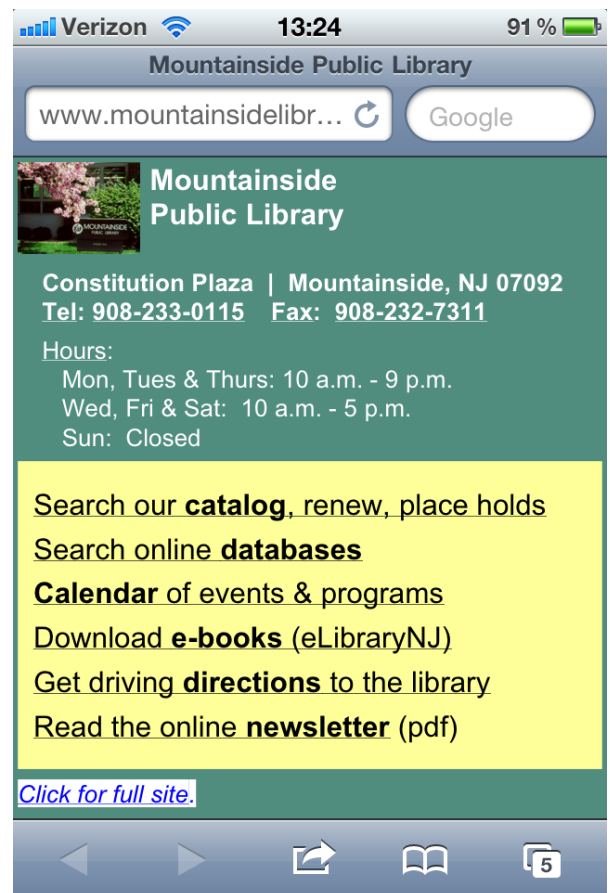 Verizon 13:24 91 %
Mountainside Public Library
www.mountainsidelibr... Google
MOUNTAINSIDE
PUBLIC LIBRARY
Mountainside
Public Library
Constitution Plaza | Mountainside, NJ 07092
Tel: 908-233-0115 Fax: 908-232-7311
Hours:
Mon, Tues & Thurs: 10 a.m. - 9 p.m.
Wed, Fri & Sat: 10 a.m. - 5 p.m.
Sun: Closed
Search our catalog, renew, place holds
Search online databases
Calendar of events & programs
Download e-books (eLibraryNJ)
Get driving directions to the library
Read the online newsletter (pdf)
Click for full site.
5